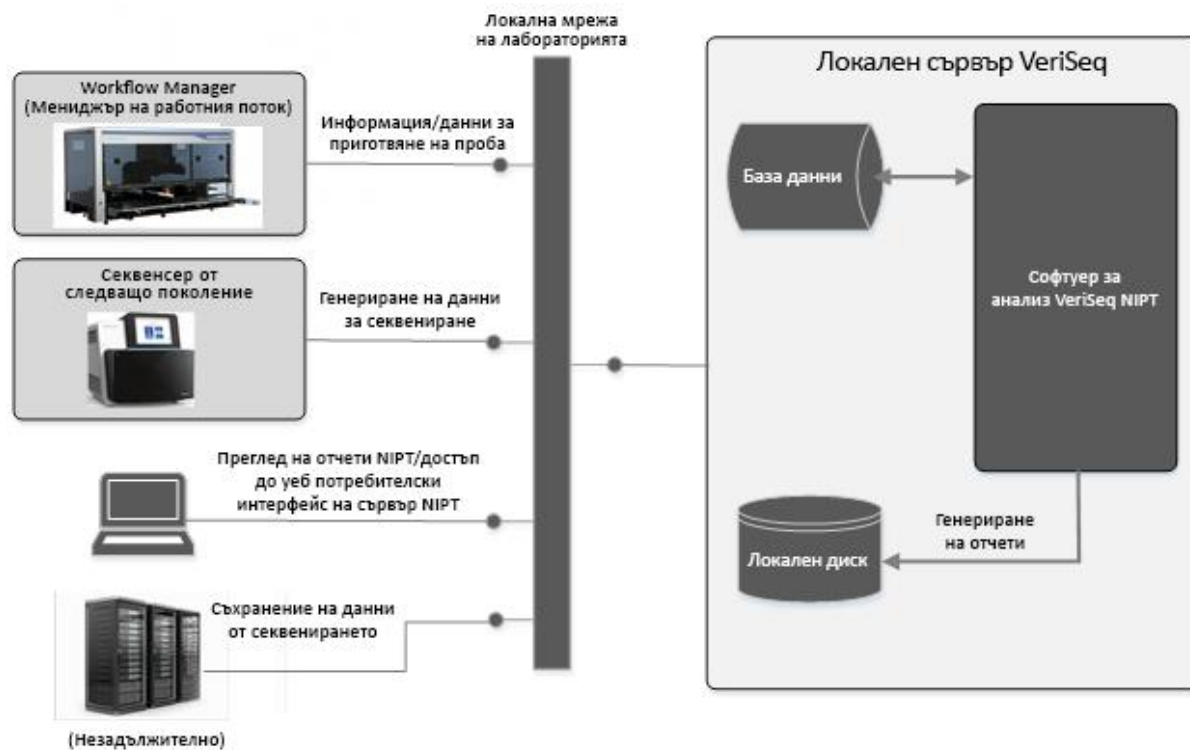 Локална мрежа
на лабораторията
Workflow Manager
(Мениджър на работния поток)
Информация/данни за
приготвяне на проба
Секвенсер от
следващо поколение
Генериране на данни
за секвениране
Преглед на отчети NIPT/достъп
до уеб потребителски
интерфейс на сървър NIPT
Съхранение на данни
от секвенирането
(Незадължително)
Локален сървър VeriSeq
База данни
Софтуер за
анализ VeriSeq NIPT
Генериране
на отчети
Локален диск